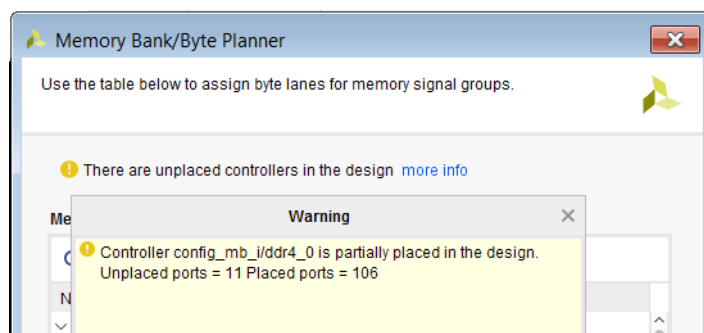 Memory Bank/Byte Planner
Use the table below to assign byte lanes for memory signal groups.
There are unplaced controllers in the design more info
Me
Warning
Controller config_mb_i/ddr4_0 is partially placed in the design.
Unplaced ports = 11 Placed ports = 106
N